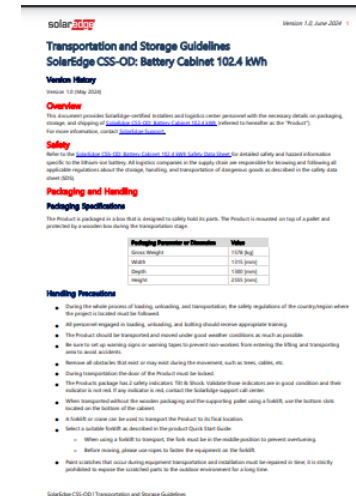 solaredge
Version 1.0, June 2024 1
Transportation and Storage Guidelines
SolarEdge CSS-OD: Battery Cabinet 102.4 kWh
Version History
Version 1.0 (May 2024)
Overview
This document provides SolarEdge-certified installers and logistics center personnel with the necessary details on packaging,
storage, and shipping of SolarEdge CSS-OD: Battery Cabinet 102.4 kWh (referred to hereafter as the "Product").
For more information, contact SolarEdge Support.
Safety
Refer to the SolarEdge CSS-OD: Battery Cabinet 102.4 kWh Safety Data Sheet for detailed safety and hazard information
specific to the lithium-ion battery. All logistics companies in the supply chain are responsible for knowing and following all
applicable regulations about the storage, handling, and transportation of dangerous goods as described in the safety data
sheet (SDS).
Packaging and Handling
Packaging Specifications
The Product is packaged in a box that is designed to safely hold its parts. The Product is mounted on top of a pallet and
protected by a wooden box during the transportation stage.
Packaging Parameter or Dimension Value
Gross Weight 1578 [kg]
Width 1315 [mm]
Depth 1300 [mm]
Height 2555 [mm]
Handling Precautions
● During the whole process of loading, unloading, and transportation, the safety regulations of the country/region where
the project is located must be followed.
● All personnel engaged in loading, unloading, and bolting should receive appropriate training.
● The Product should be transported and moved under good weather conditions as much as possible.
● Be sure to set up warning signs or warning tapes to prevent non-workers from entering the lifting and transporting
area to avoid accidents.
● Remove all obstacles that exist or may exist during the movement, such as trees, cables, etc.
● During transportation the door of the Product must be locked.
● The Products package has 2 safety indicators: Tilt & Shock. Validate those indicators are in good condition and their
indicator is not red. If any indicator is red, contact the SolarEdge support call center.
● When transported without the wooden packaging and the supporting pallet using a forklift, use the bottom slots
located on the bottom of the cabinet.
● A forklift or crane can be used to transport the Product to its final location.
● Select a suitable forklift as described in the product Quick Start Guide.
○ When using a forklift to transport, the fork must be in the middle position to prevent overturning.
○ Before moving, please use ropes to fasten the equipment on the forklift.
● Paint scratches that occur during equipment transportation and installation must be repaired in time; it is strictly
prohibited to expose the scratched parts to the outdoor environment for a long time.
SolarEdge CSS-OD | Transportation and Storage Guidelines